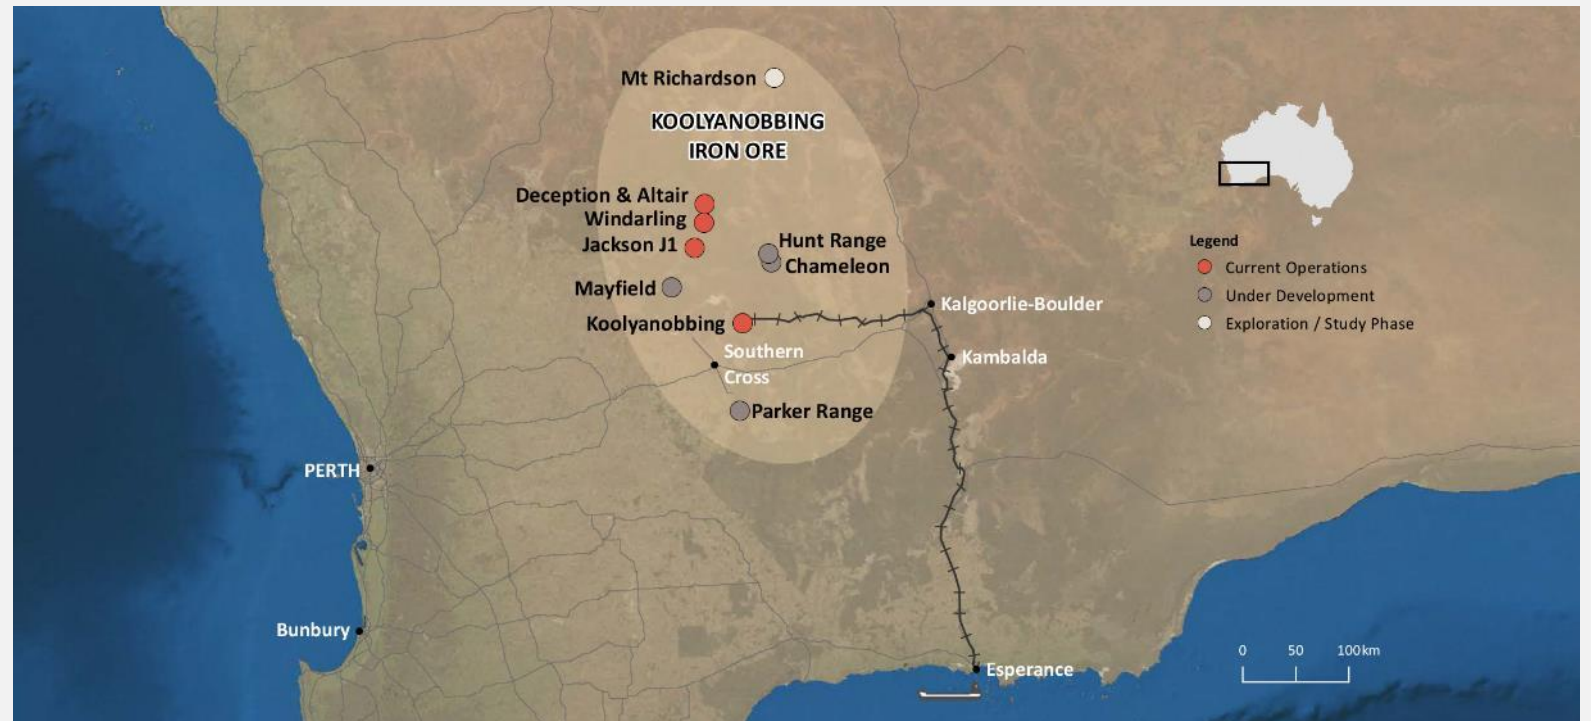 Mt Richardson
KOOLYANOBBING
IRON ORE
Deception & Altair
Windarling
Jackson J1
Hunt Range
Chameleon
Mayfield
Koolyanobbing
Kalgoorlie-Boulder
Southern
Cross
Kambalda
Parker Range
PERTH
Bunbury
Esperance
Legend
Current Operations
Under Development
Exploration / Study Phase
0 50 100km